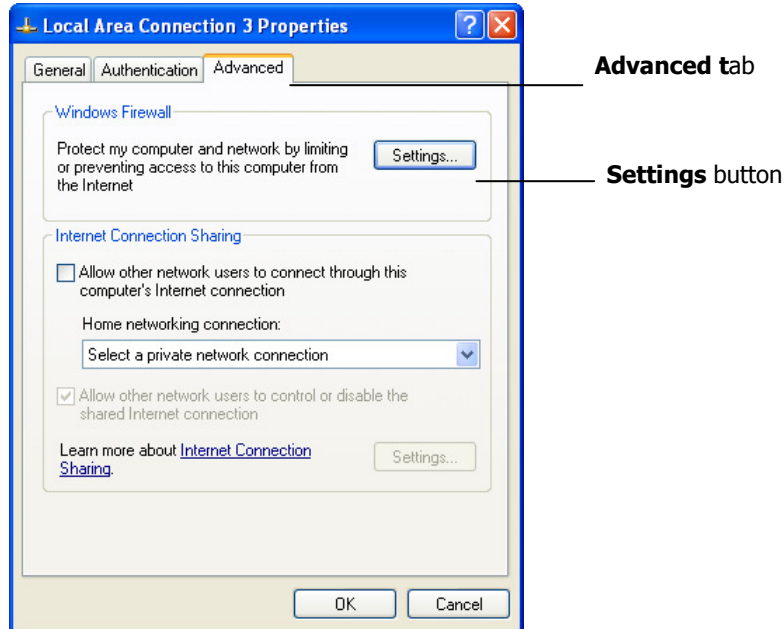 Local Area Connection 3 Properties
General Authentication Advanced
Advanced tab
Windows Firewall
Protect my computer and network by limiting
or preventing access to this computer from
the Internet
Settings...
Settings button
Internet Connection Sharing
Allow other network users to connect through this
computer's Internet connection
Home networking connection:
Select a private network connection
Allow other network users to control or disable the
shared Internet connection
Learn more about Internet Connection
Sharing.
Settings...
OK Cancel